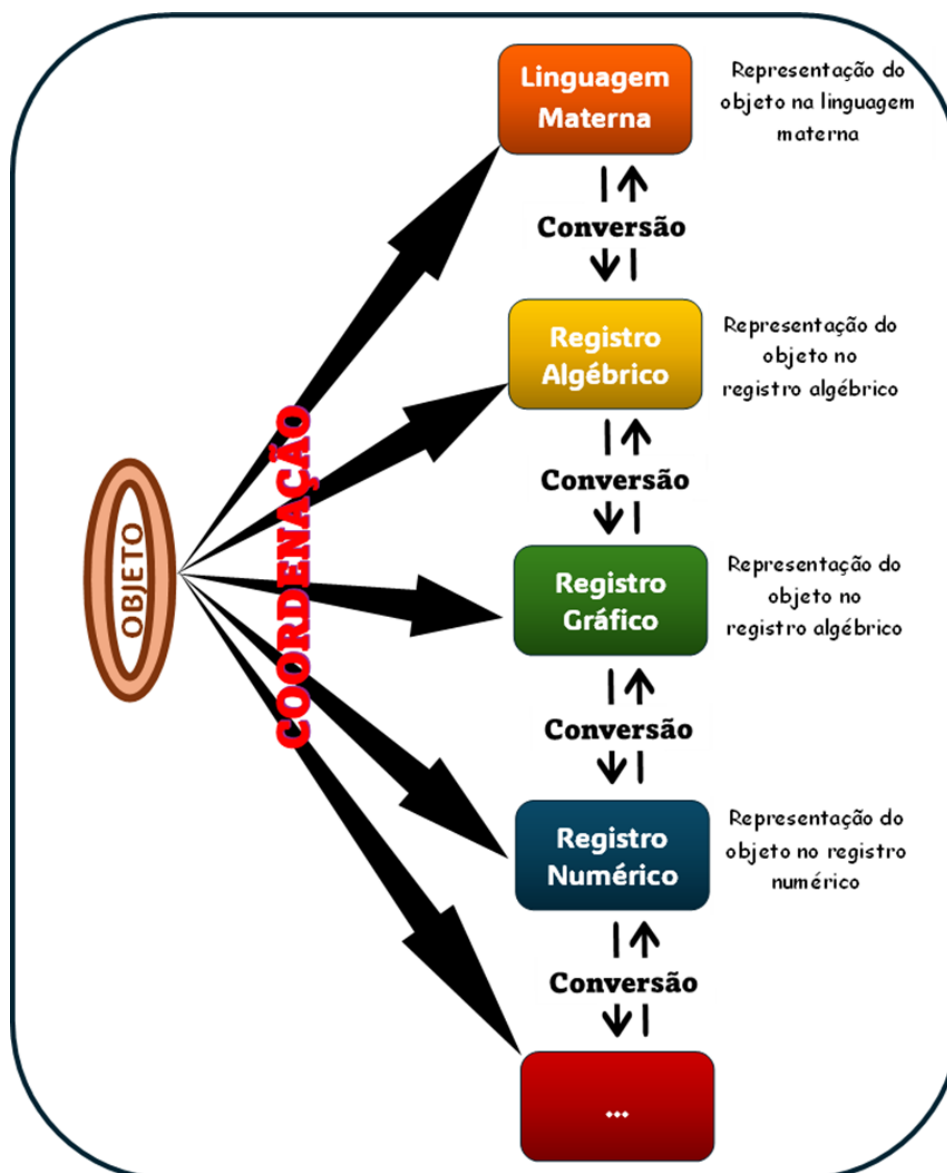 Linguagem
Materna
Representação do
objeto na linguagem
materna
Conversão
Registro
Algébrico
Representação do
objeto no
registro algébrico
COORDENAÇÃO
OBJETO
Conversão
Registro
Gráfico
Representação do
objeto no
registro algébrico
Conversão
Registro
Numérico
Representação do
objeto no registro
numérico
Conversão
...